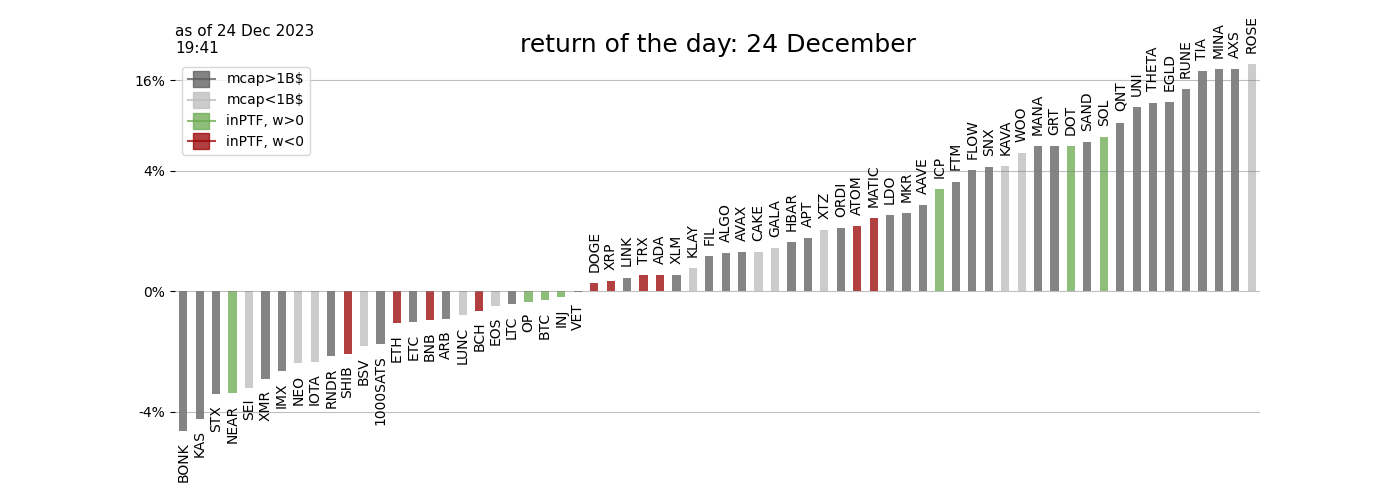 as of 24 Dec 2023
19:41
return of the day: 24 December
mcap>1B$
mcap<1B$
inPTF, w>0
inPTF, w<0
16%
4%
0%
-4%
BONK
KAS
STX
NEAR
SEI
XMR
IMX
NEO
IOTA
RNDR
SHIB
BSV
1000SATS
ETH
ETC
BNB
ARB
LUNC
BCH
EOS
LTC
OP
BTC
INJ
VET
DOGE
XRP
LINK
TRX
ADA
XLM
KLAY
FIL
ALGO
AVAX
CAKE
GALA
HBAR
APT
XTZ
ORDI
ATOM
MATIC
LDO
MKR
AAVE
ICP
FTM
FLOW
SNX
KAVA
WOO
MANA
GRT
DOT
SAND
SOL
QNT
UNI
THETA
EGLD
RUNE
TIA
MINA
AXS
ROSE